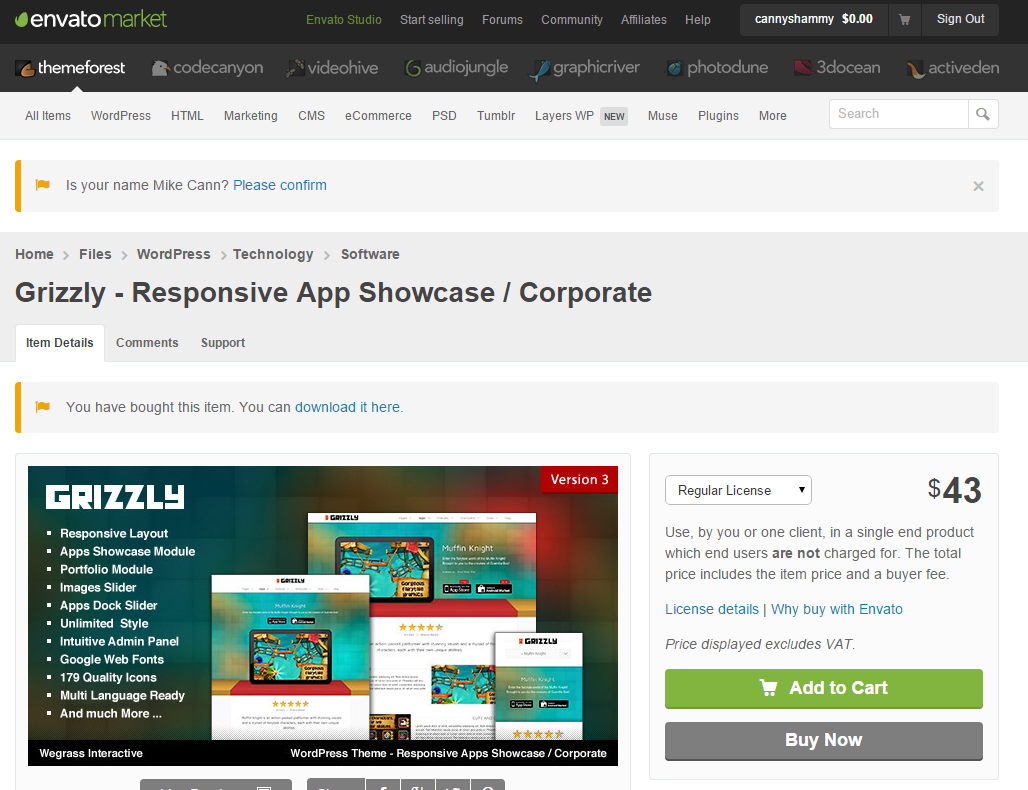 envato market
Envato Studio Start selling Forums Community Affiliates Help cannyshammy $0.00 Sign Out
themeforest codecanyon videohive audiojungle graphicriver photodune 3docean activeden
All Items WordPress HTML Marketing CMS eCommerce PSD Tumblr Layers WP NEW Muse Plugins More Search
Is your name Mike Cann? Please confirm
Home Files WordPress Technology Software
Grizzly - Responsive App Showcase / Corporate
Item Details Comments Support
You have bought this item. You can download it here.
Version 3
GRIZZLY
Responsive Layout
Apps Showcase Module
Portfolio Module
Images Slider
Apps Dock Slider
Unlimited Style
Intuitive Admin Panel
Google Web Fonts
179 Quality Icons
Multi Language Ready
And much More ...
GRIZZLY
Muffin Knight
GRIZZLY
Muffin Knight
GRIZZLY
Muffin Knight
Wegrass Interactive
WordPress Theme - Responsive Apps Showcase / Corporate
Regular License
$43
Use, by you or one client, in a single end product
which end users are not charged for. The total
price includes the item price and a buyer fee.
License details | Why buy with Envato
Price displayed excludes VAT.
Add to Cart
Buy Now